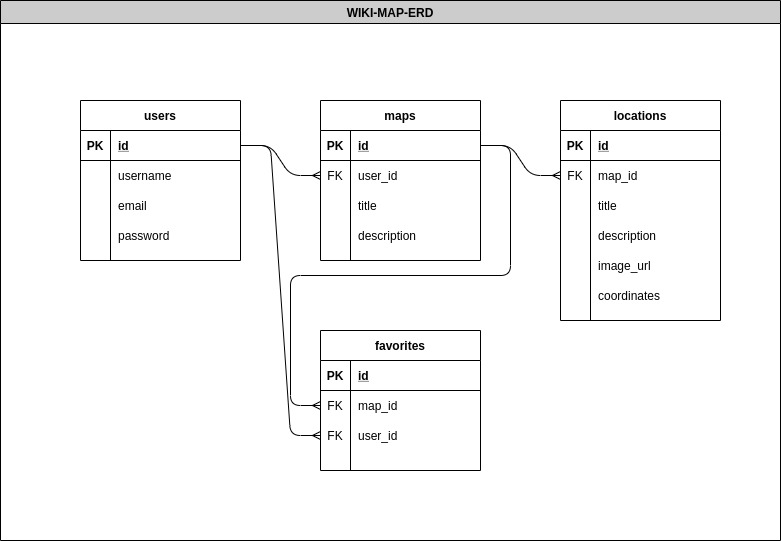 WIKI-MAP-ERD
users
PK id
username
email
password
maps
PK id
FK user_id
title
description
locations
PK id
FK map_id
title
description
image_url
coordinates
favorites
PK id
FK map_id
FK user_id